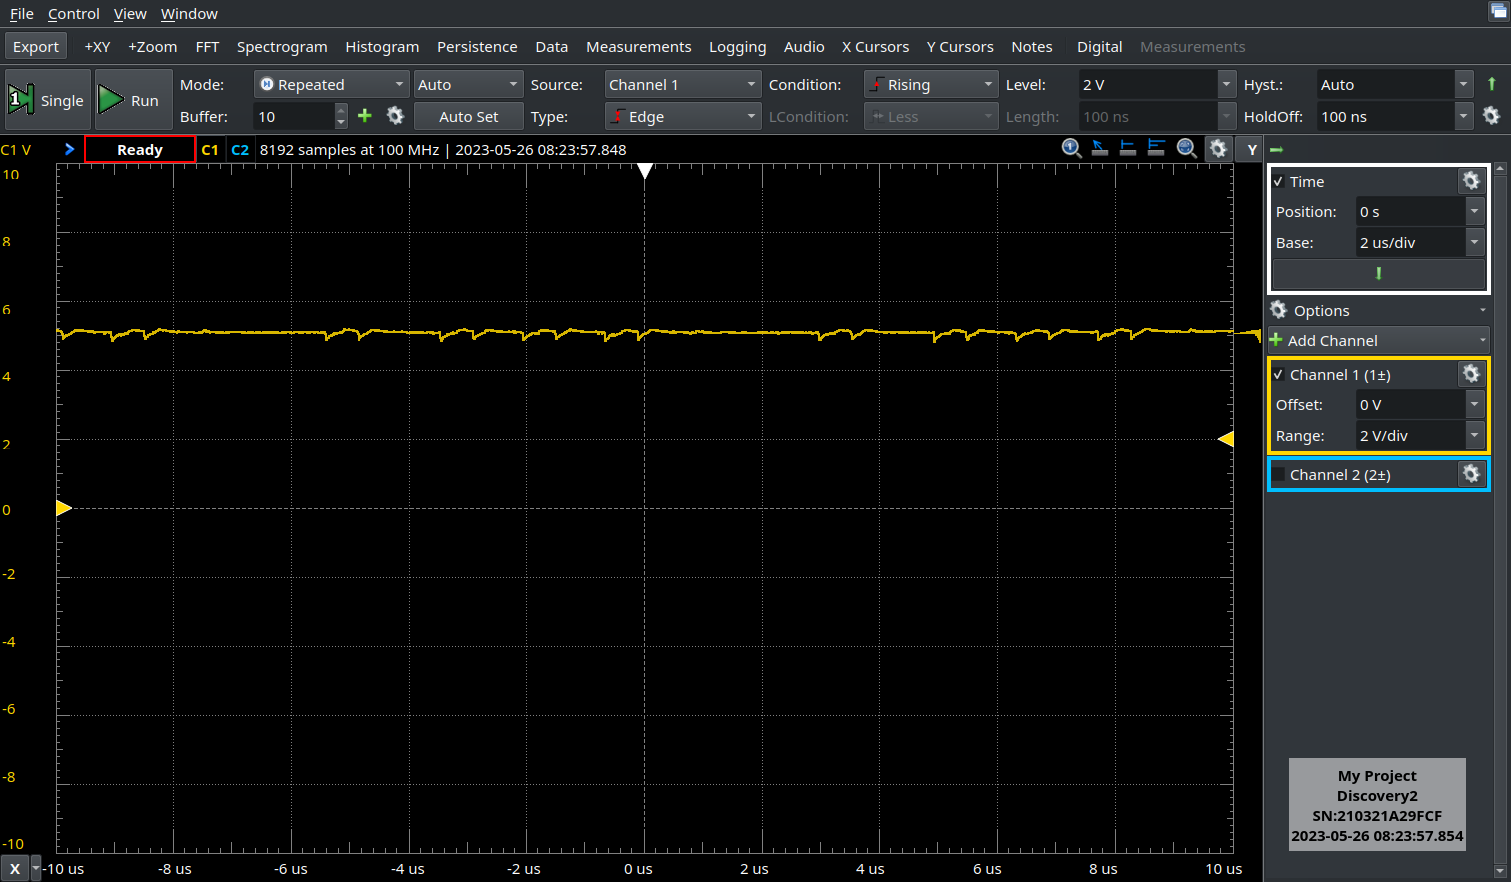 File Control View Window
Export +XY +Zoom FFT Spectrogram Histogram Persistence Data Measurements Logging Audio X Cursors Y Cursors Notes Digital Measurements
1 Single Run Mode: Repeated Auto Source: Channel 1 Condition: Rising Level: 2 V Hyst.: Auto
Buffer: 10 Auto Set Type: Edge LCondition: Less Length: 100 ns HoldOff: 100 ns
C1 V Ready C1 C2 8192 samples at 100 MHz | 2023-05-26 08:23:57.848 Y
10
8
6
4
2
0
-2
-4
-6
-8
-10
X -10 us -8 us -6 us -4 us -2 us 0 us 2 us 4 us 6 us 8 us 10 us
Time
Position: 0 s
Base: 2 us/div
Options
Add Channel
Channel 1 (1±)
Offset: 0 V
Range: 2 V/div
Channel 2 (2±)
My Project
Discovery2
SN:210321A29FCF
2023-05-26 08:23:57.854